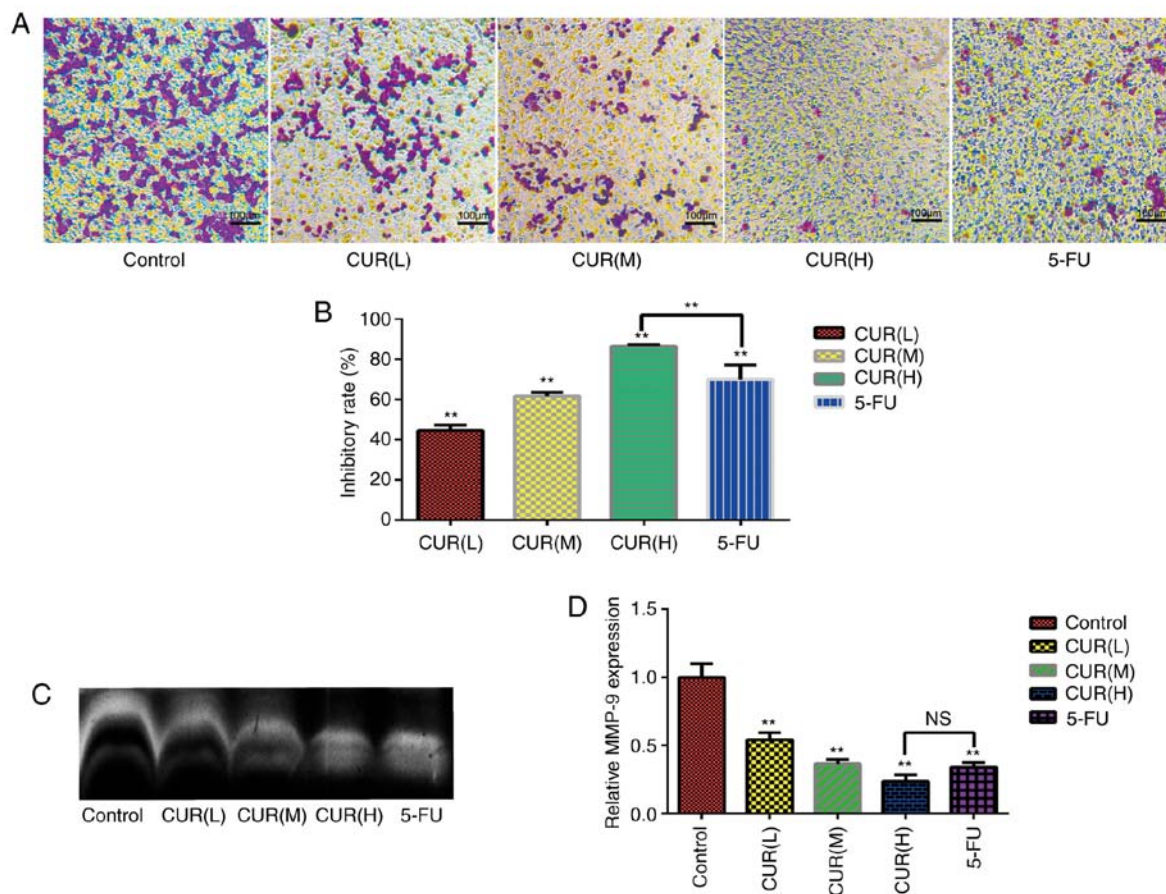 A
100μm
100μm
100μm
100μm
100μm
Control
CUR(L)
CUR(M)
CUR(H)
5-FU
B
Inhibitory rate (%)
100
80
60
40
20
0
**
**
**
**
**
CUR(L)
CUR(M)
CUR(H)
5-FU
CUR(L)
CUR(M)
CUR(H)
5-FU
C
Control
CUR(L)
CUR(M)
CUR(H)
5-FU
D
Relative MMP-9 expression
1.5
1.0
0.5
0.0
**
**
**
NS
**
Control
CUR(L)
CUR(M)
CUR(H)
5-FU
Control
CUR(L)
CUR(M)
CUR(H)
5-FU